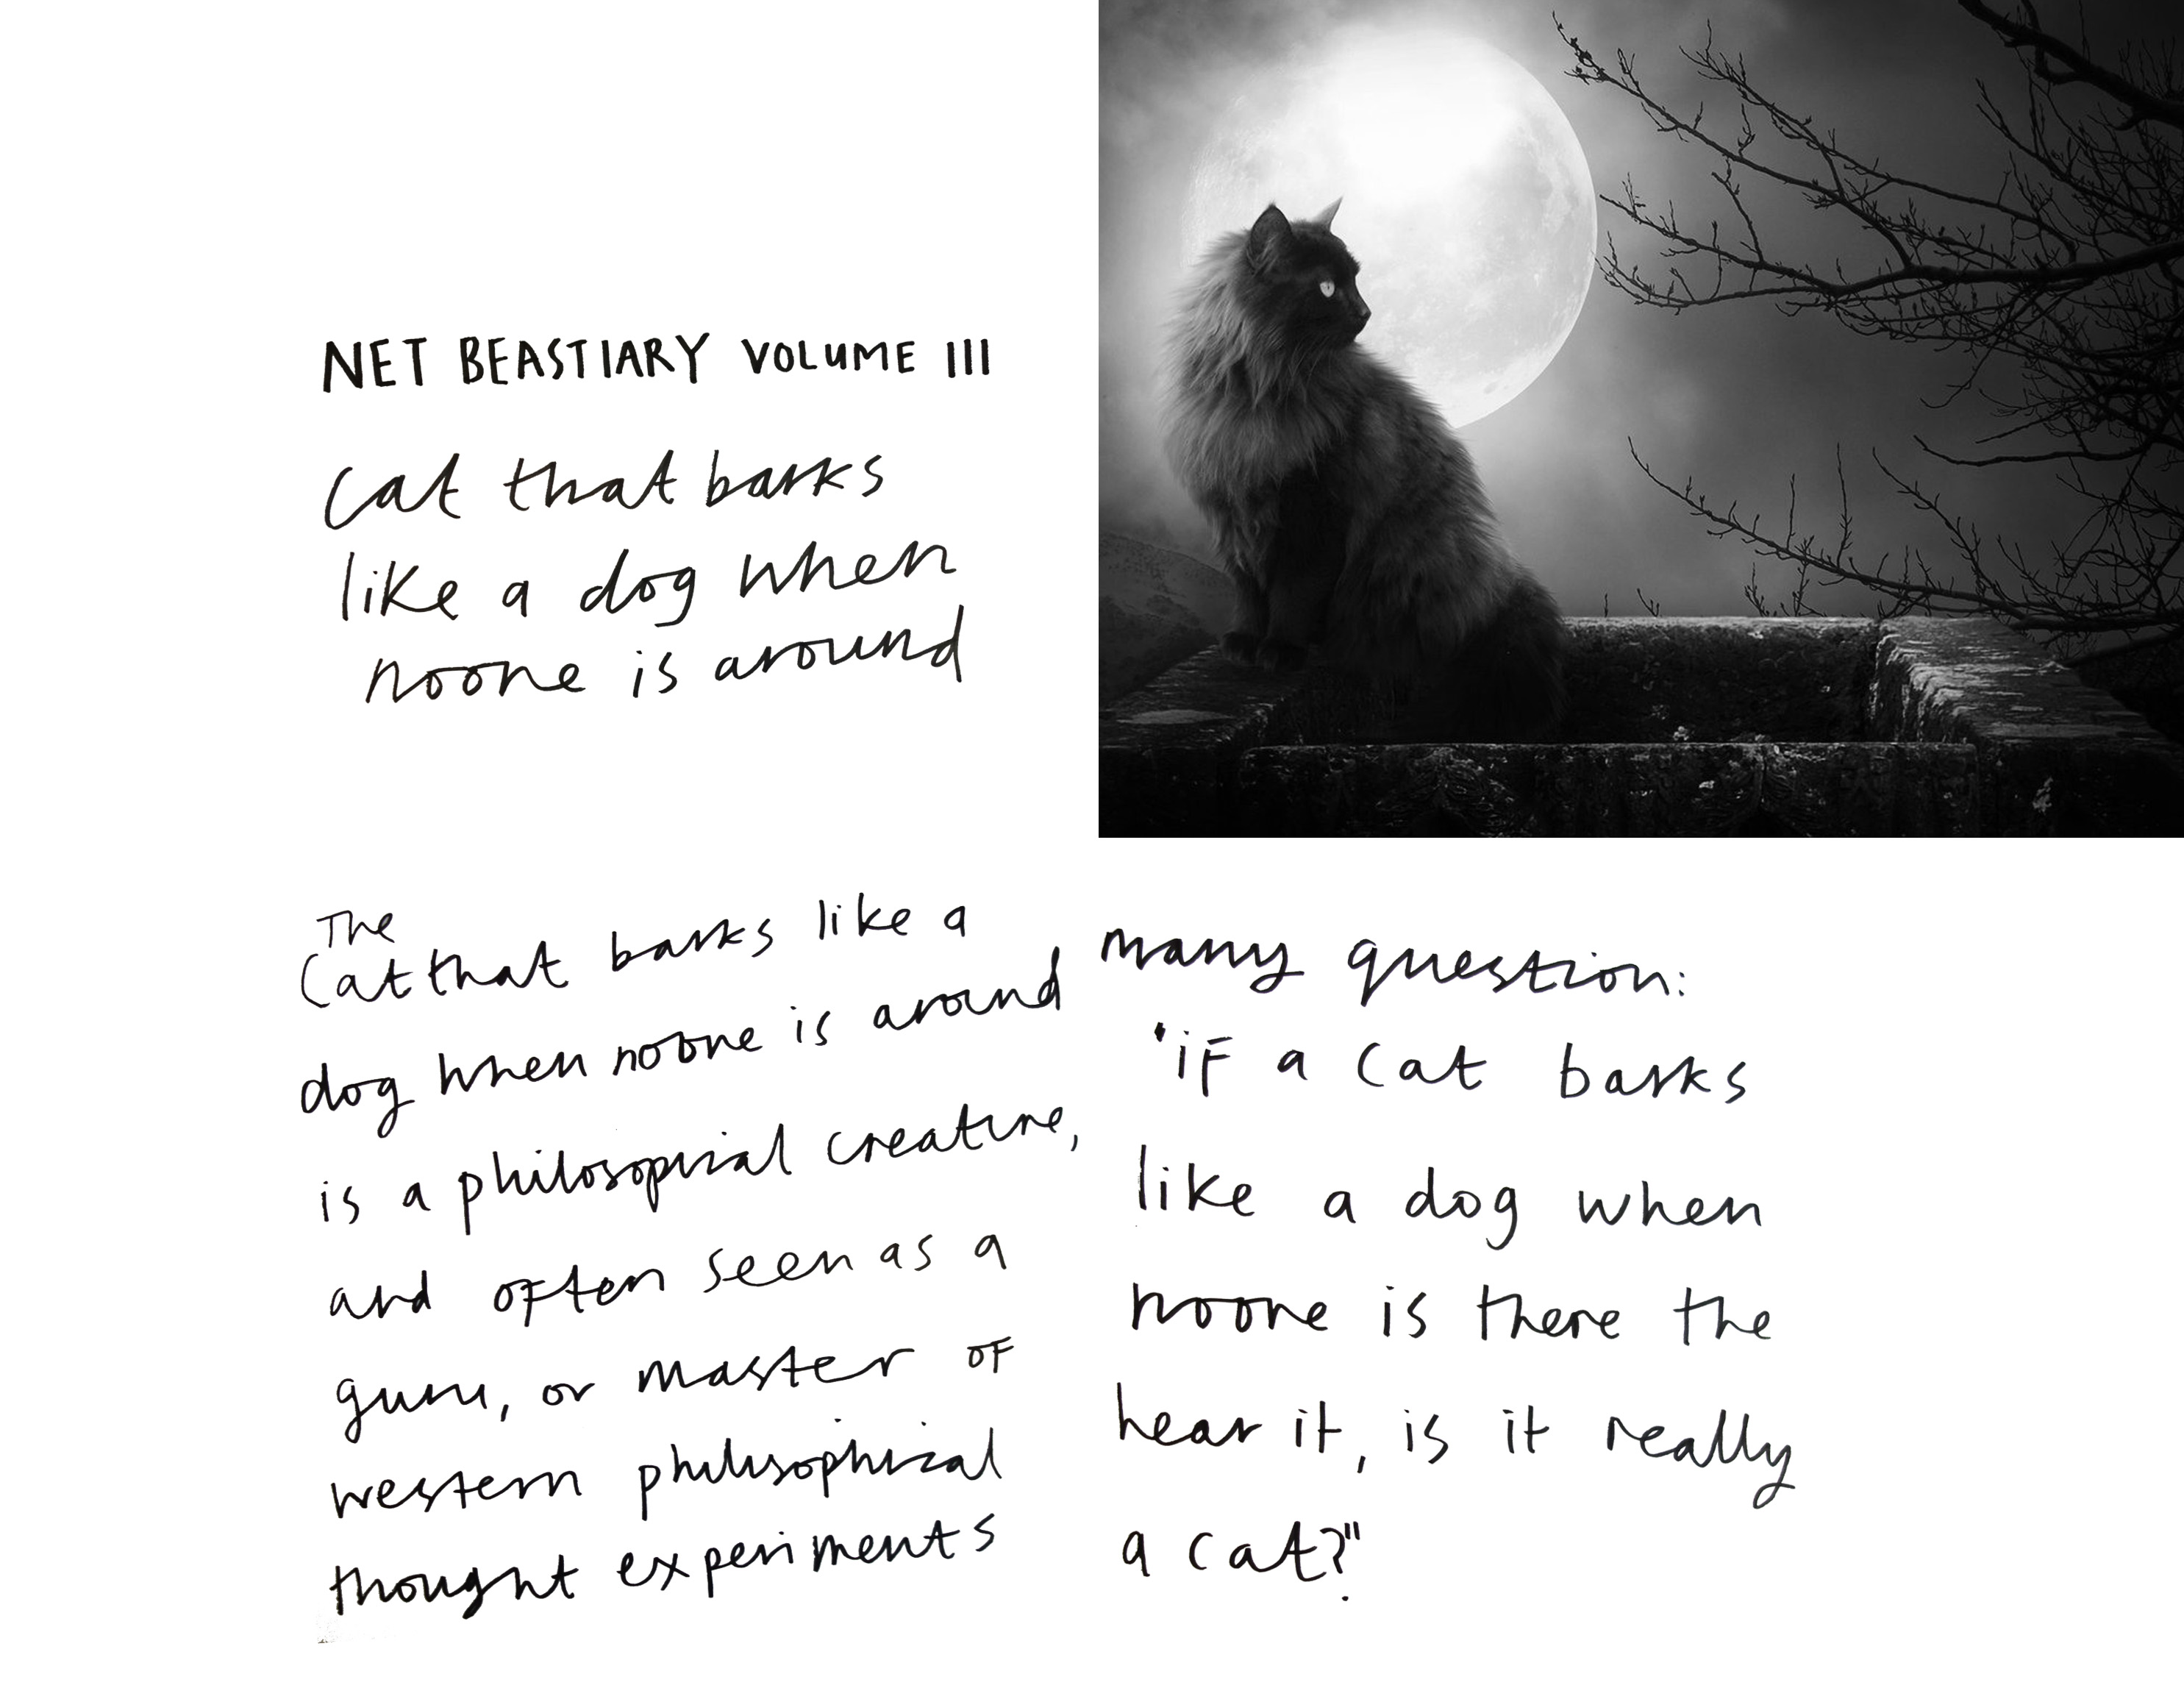 NET BEASTIARY VOLUME III
Cat that barks
like a dog when
noone is around
The
Cat that barks like a
dog when noone is around
is a philosophial creature,
and often seen as a
guru, or master of
western philisophical
thought experiments
many question:
"if a cat barks
like a dog when
noone is there the
hear it, is it really
a cat?"